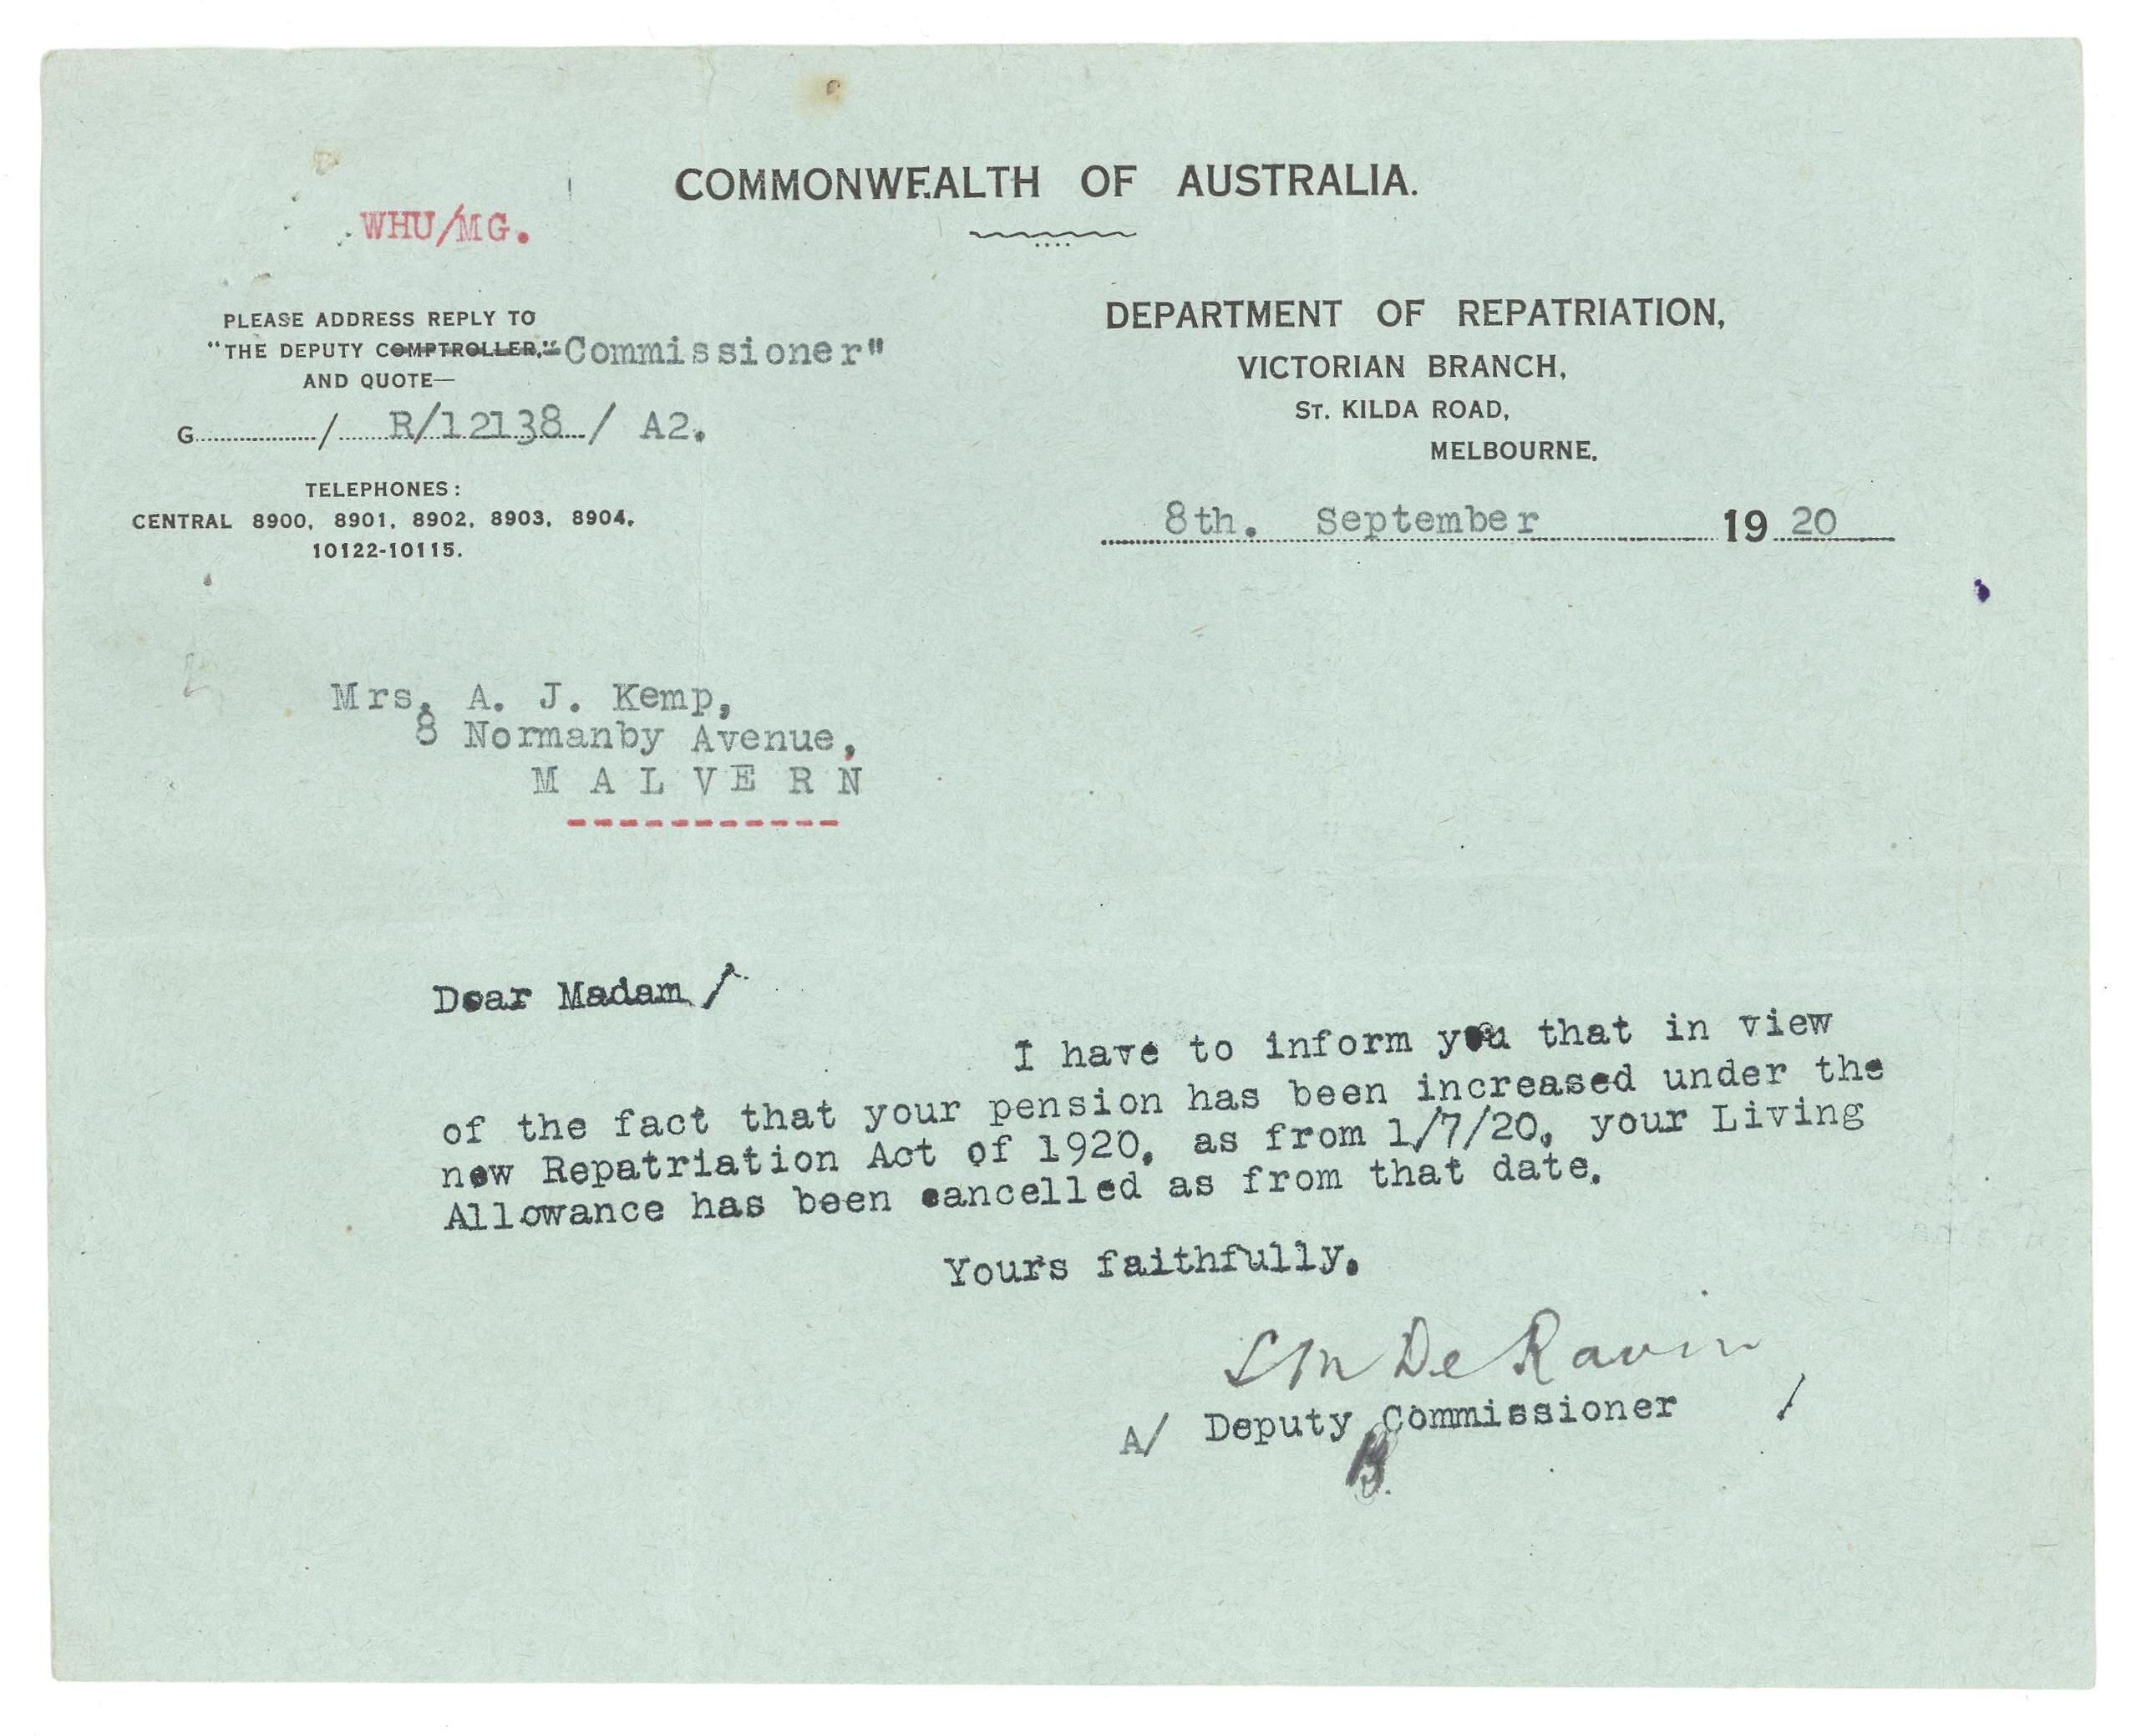 COMMONWEALTH OF AUSTRALIA.
WHU/MG.
PLEASE ADDRESS REPLY TO
"THE DEPUTY COMPTROLLER," Commissioner"
AND QUOTE—
G............/......R/12138.../ A2.
TELEPHONES:
CENTRAL 8900, 8901, 8902, 8903, 8904,
10122-10115.
DEPARTMENT OF REPATRIATION,
VICTORIAN BRANCH,
ST. KILDA ROAD,
MELBOURNE.
8th. September 1920
Mrs. A. J. Kemp,
8 Normanby Avenue,
M A L V E R N
-----------
Dear Madam /
I have to inform you that in view
of the fact that your pension has been increased under the
new Repatriation Act of 1920, as from 1/7/20, your Living
Allowance has been cancelled as from that date.
Yours faithfully.
De Ravin
A/ Deputy Commissioner /